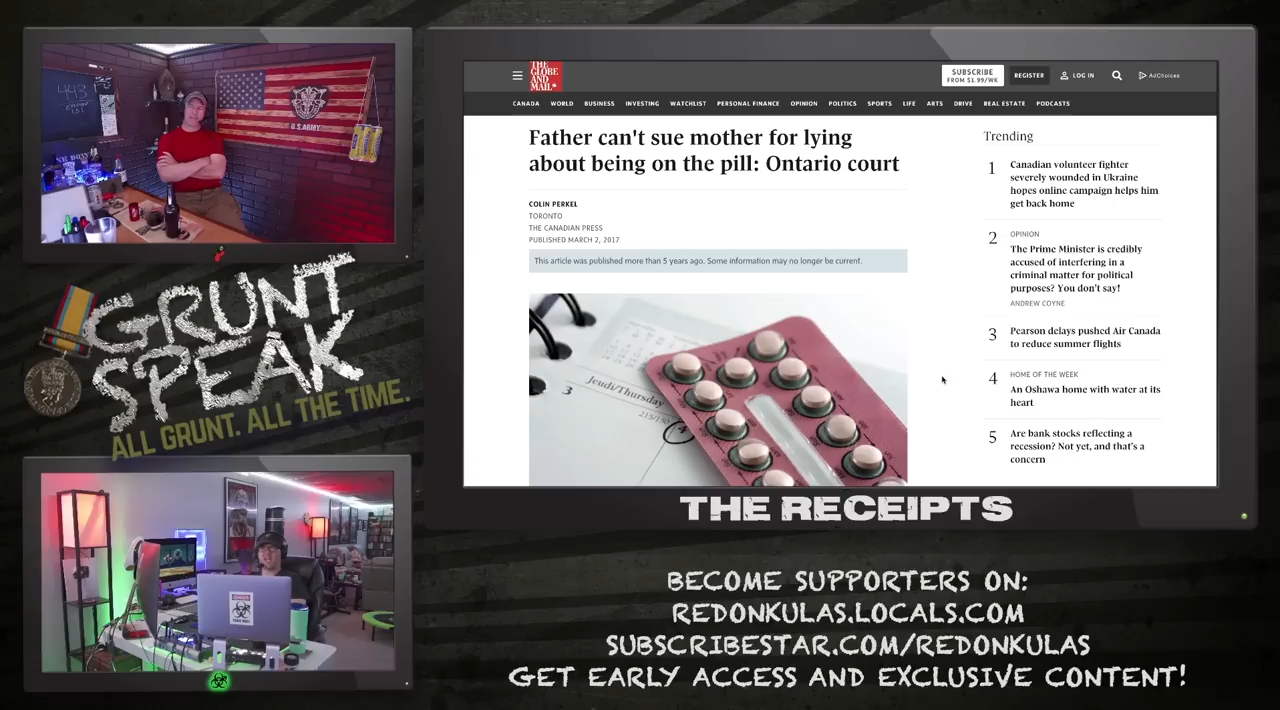 443
U.S. ARMY
GRUNT
SPEAK
ALL GRUNT. ALL THE TIME.
THE
GLOBE
AND
MAIL*
SUBSCRIBE
FROM $1.99/WK
REGISTER
LOG IN
AdChoices
CANADA WORLD BUSINESS INVESTING WATCHLIST PERSONAL FINANCE OPINION POLITICS SPORTS LIFE ARTS DRIVE REAL ESTATE PODCASTS
Father can't sue mother for lying
about being on the pill: Ontario court
COLIN PERKEL
TORONTO
THE CANADIAN PRESS
PUBLISHED MARCH 2, 2017
This article was published more than 5 years ago. Some information may no longer be current.
3
Jeudi/Thursday
215/150
4
Trending
1
Canadian volunteer fighter
severely wounded in Ukraine
hopes online campaign helps him
get back home
2
OPINION
The Prime Minister is credibly
accused of interfering in a
criminal matter for political
purposes? You don't say!
ANDREW COYNE
3
Pearson delays pushed Air Canada
to reduce summer flights
4
HOME OF THE WEEK
An Oshawa home with water at its
heart
5
Are bank stocks reflecting a
recession? Not yet, and that's a
concern
THE RECEIPTS
BECOME SUPPORTERS ON:
REDONKULAS.LOCALS.COM
SUBSCRIBESTAR.COM/REDONKULAS
GET EARLY ACCESS AND EXCLUSIVE CONTENT!